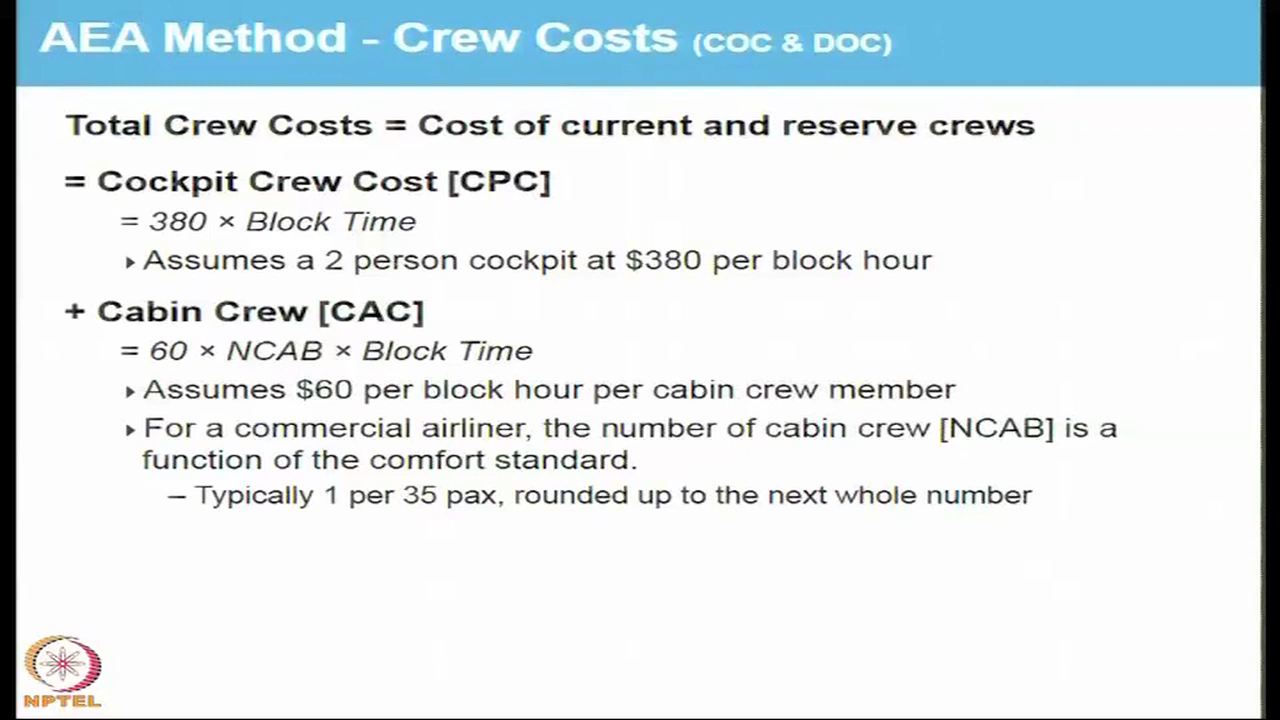 AEA Method - Crew Costs (COC & DOC)
Total Crew Costs = Cost of current and reserve crews
= Cockpit Crew Cost [CPC]
= 380 × Block Time
‣ Assumes a 2 person cockpit at $380 per block hour
+ Cabin Crew [CAC]
= 60 × NCAB × Block Time
‣ Assumes $60 per block hour per cabin crew member
‣ For a commercial airliner, the number of cabin crew [NCAB] is a
function of the comfort standard.
– Typically 1 per 35 pax, rounded up to the next whole number
NPTEL